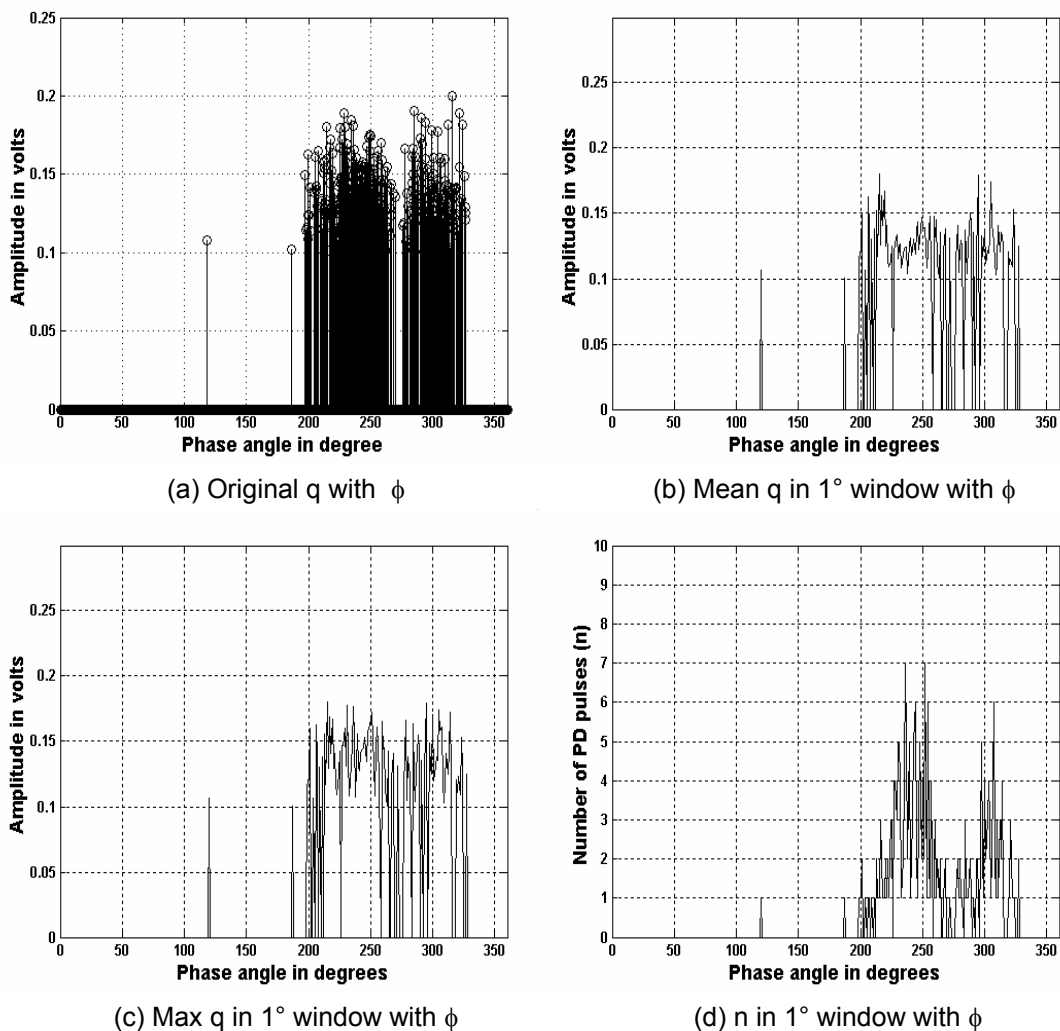 0.25
0.2
0.15
0.1
0.05
0
Amplitude in volts
0 50 100 150 200 250 300 350
Phase angle in degree
(a) Original q with ϕ
0.25
0.2
0.15
0.1
0.05
0
Amplitude in volts
0 50 100 150 200 250 300 350
Phase angle in degrees
(b) Mean q in 1° window with ϕ
0.25
0.2
0.15
0.1
0.05
0
Amplitude in volts
0 50 100 150 200 250 300 350
Phase angle in degrees
(c) Max q in 1° window with ϕ
10
9
8
7
6
5
4
3
2
1
0
Number of PD pulses (n)
0 50 100 150 200 250 300 350
Phase angle in degrees
(d) n in 1° window with ϕ